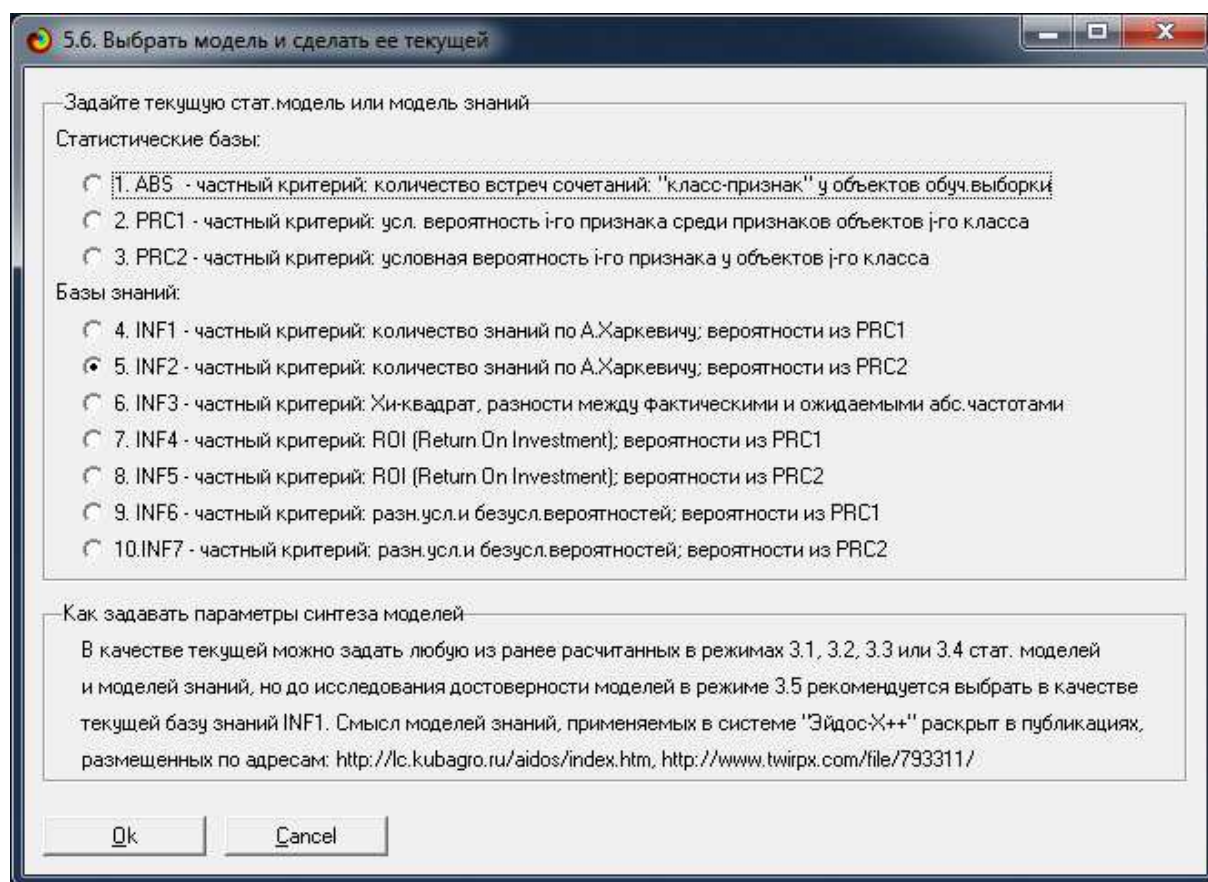 5.6. Выбрать модель и сделать ее текущей
Задайте текущую стат.модель или модель знаний
Статистические базы:
1. ABS - частный критерий: количество встреч сочетаний: "класс-признак" у объектов обуч.выборки
2. PRC1 - частный критерий: усл. вероятность i-го признака среди признаков объектов j-го класса
3. PRC2 - частный критерий: условная вероятность i-го признака у объектов j-го класса
Базы знаний:
4. INF1 - частный критерий: количество знаний по А.Харкевичу; вероятности из PRC1
5. INF2 - частный критерий: количество знаний по А.Харкевичу; вероятности из PRC2
6. INF3 - частный критерий: Хи-квадрат, разности между фактическими и ожидаемыми абс.частотами
7. INF4 - частный критерий: ROI (Return On Investment); вероятности из PRC1
8. INF5 - частный критерий: ROI (Return On Investment); вероятности из PRC2
9. INF6 - частный критерий: разн.усл.и безусл.вероятностей; вероятности из PRC1
10.INF7 - частный критерий: разн.усл.и безусл.вероятностей; вероятности из PRC2
Как задавать параметры синтеза моделей
В качестве текущей можно задать любую из ранее расчитанных в режимах 3.1, 3.2, 3.3 или 3.4 стат. моделей
и моделей знаний, но до исследования достоверности моделей в режиме 3.5 рекомендуется выбрать в качестве
текущей базу знаний INF1. Смысл моделей знаний, применяемых в системе "Эйдос-X++" раскрыт в публикациях,
размещенных по адресам: http://lc.kubagro.ru/aidos/index.htm, http://www.twirpx.com/file/793311/
Ok
Cancel